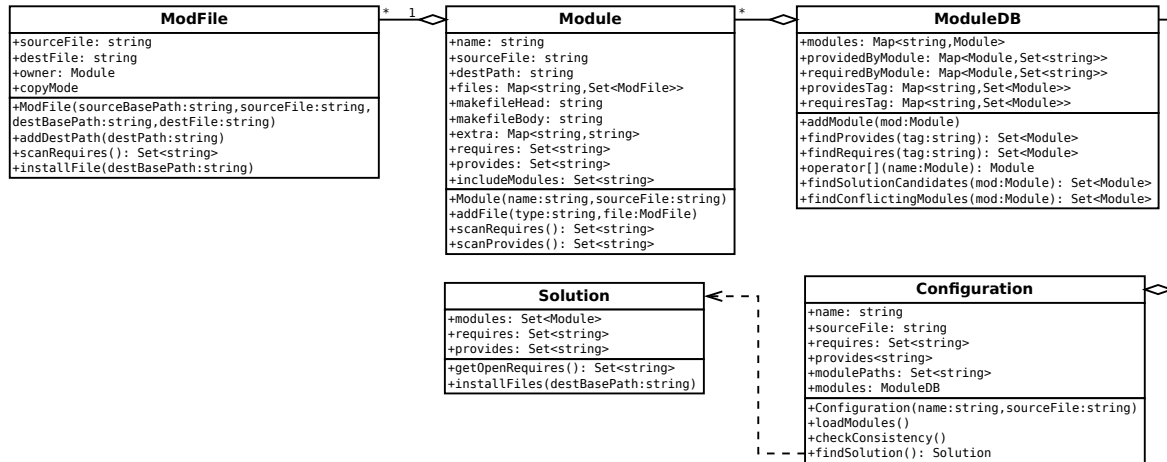 ModFile
+sourceFile: string
+destFile: string
+owner: Module
+copyMode
+ModFile(sourceBasePath:string,sourceFile:string,
destBasePath:string,destFile:string)
+addDestPath(destPath:string)
+scanRequires(): Set<string>
+installFile(destBasePath:string)
* 1
Module
+name: string
+sourceFile: string
+destPath: string
+files: Map<string,Set<ModFile>>
+makefileHead: string
+makefileBody: string
+extra: Map<string,string>
+requires: Set<string>
+provides: Set<string>
+includeModules: Set<string>
+Module(name:string,sourceFile:string)
+addFile(type:string,file:ModFile)
+scanRequires(): Set<string>
+scanProvides(): Set<string>
*
ModuleDB
+modules: Map<string,Module>
+providedByModule: Map<Module,Set<string>>
+requiredByModule: Map<Module,Set<string>>
+providesTag: Map<string,Set<Module>>
+requiresTag: Map<string,Set<Module>>
+addModule(mod:Module)
+findProvides(tag:string): Set<Module>
+findRequires(tag:string): Set<Module>
+operator[](name:Module): Module
+findSolutionCandidates(mod:Module): Set<Module>
+findConflictingModules(mod:Module): Set<Module>
Solution
+modules: Set<Module>
+requires: Set<string>
+provides: Set<string>
+getOpenRequires(): Set<string>
+installFiles(destBasePath:string)
Configuration
+name: string
+sourceFile: string
+requires: Set<string>
+provides<string>
+modulePaths: Set<string>
+modules: ModuleDB
+Configuration(name:string,sourceFile:string)
+loadModules()
+checkConsistency()
+findSolution(): Solution